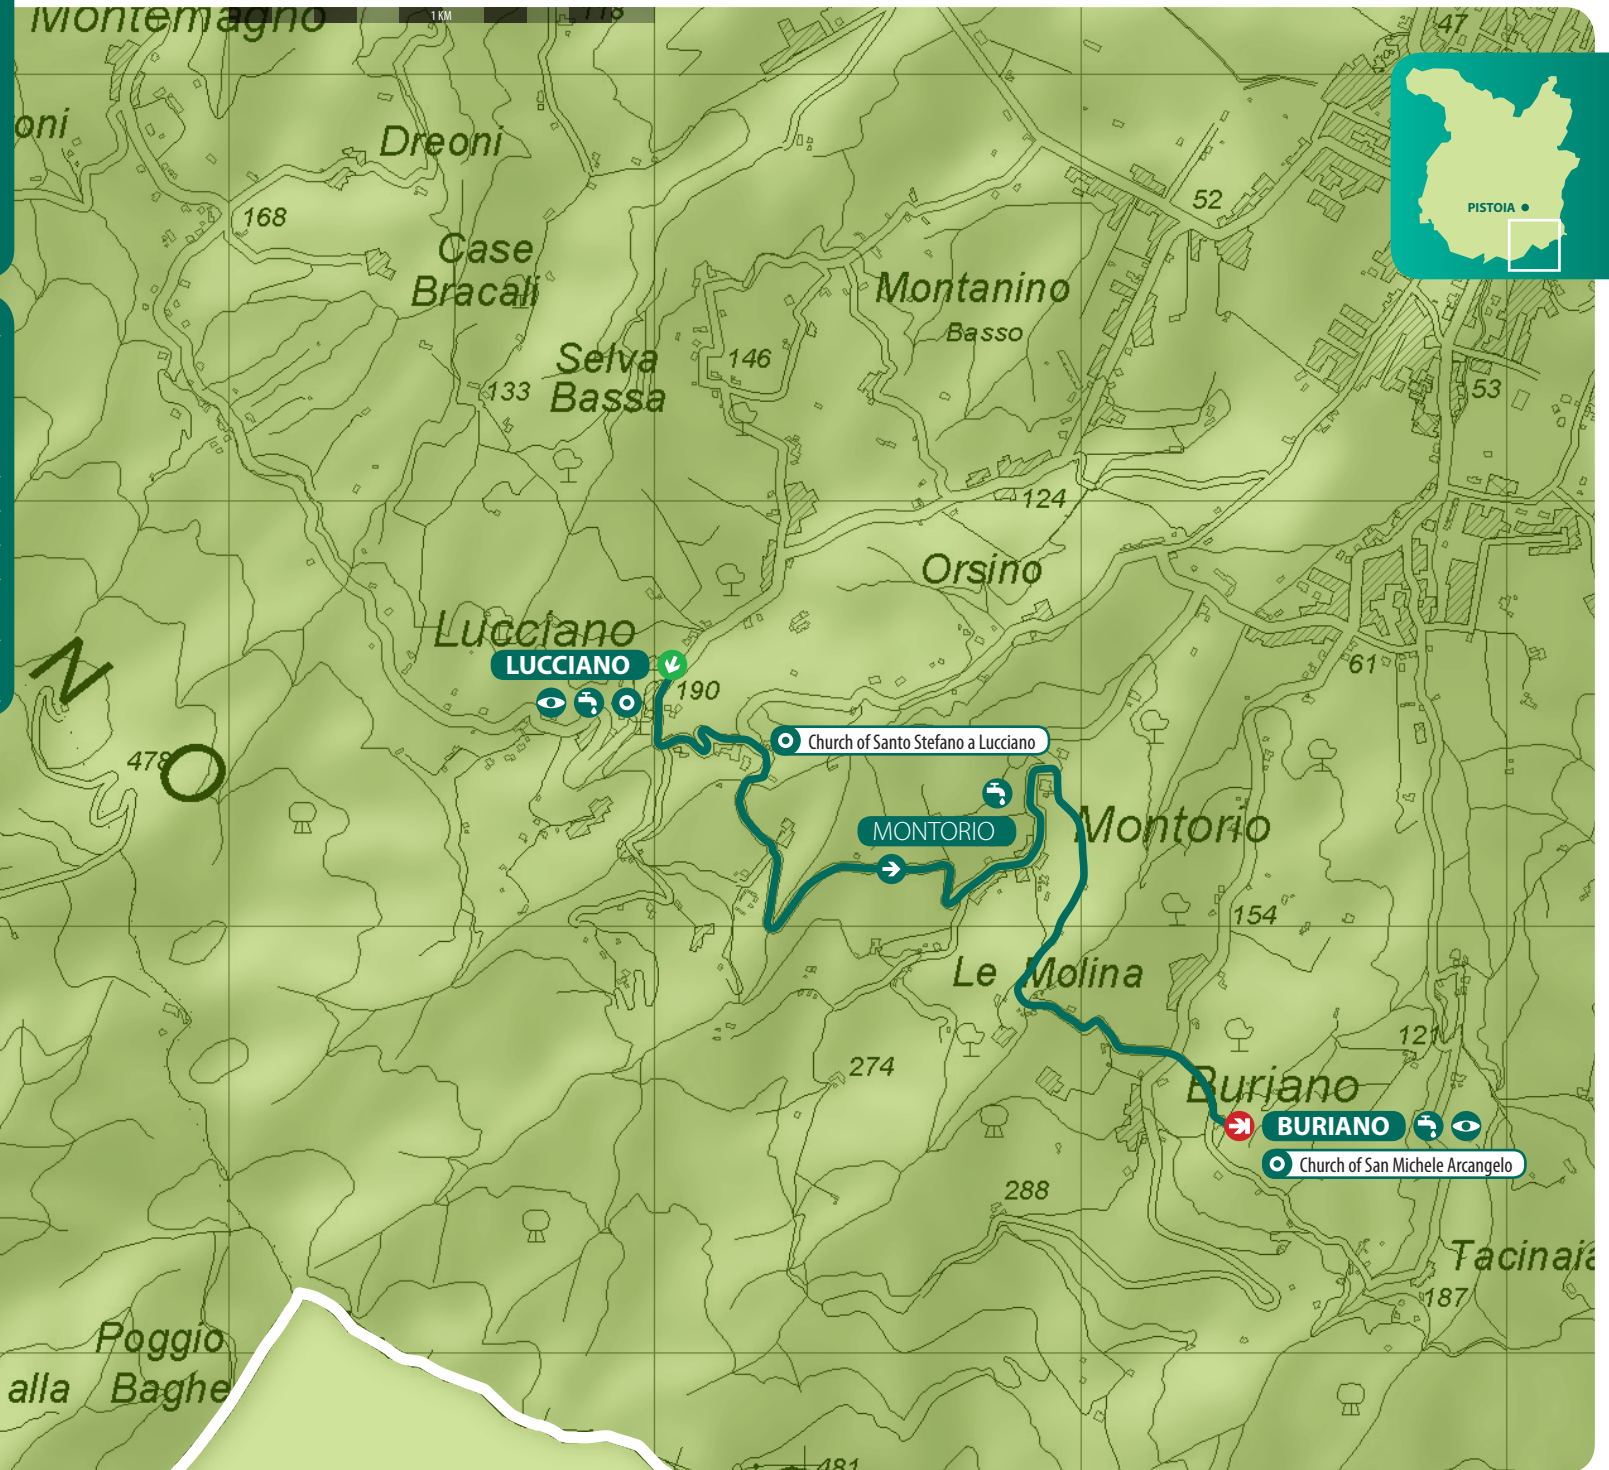 Montemagno
1 KM
118
47
oni
Dreoni
168
52
PISTOIA
Case
Bracali
Montanino
Basso
Selva
Bassa
146
133
53
124
Orsino
Lucciano
LUCCIANO
190
61
N
O
478
Church of Santo Stefano a Lucciano
MONTORIO
Montorio
154
Le Molina
121
274
Buriano
BURIANO
Church of San Michele Arcangelo
288
Tacinaia
187
Poggio
alla Baghe
481